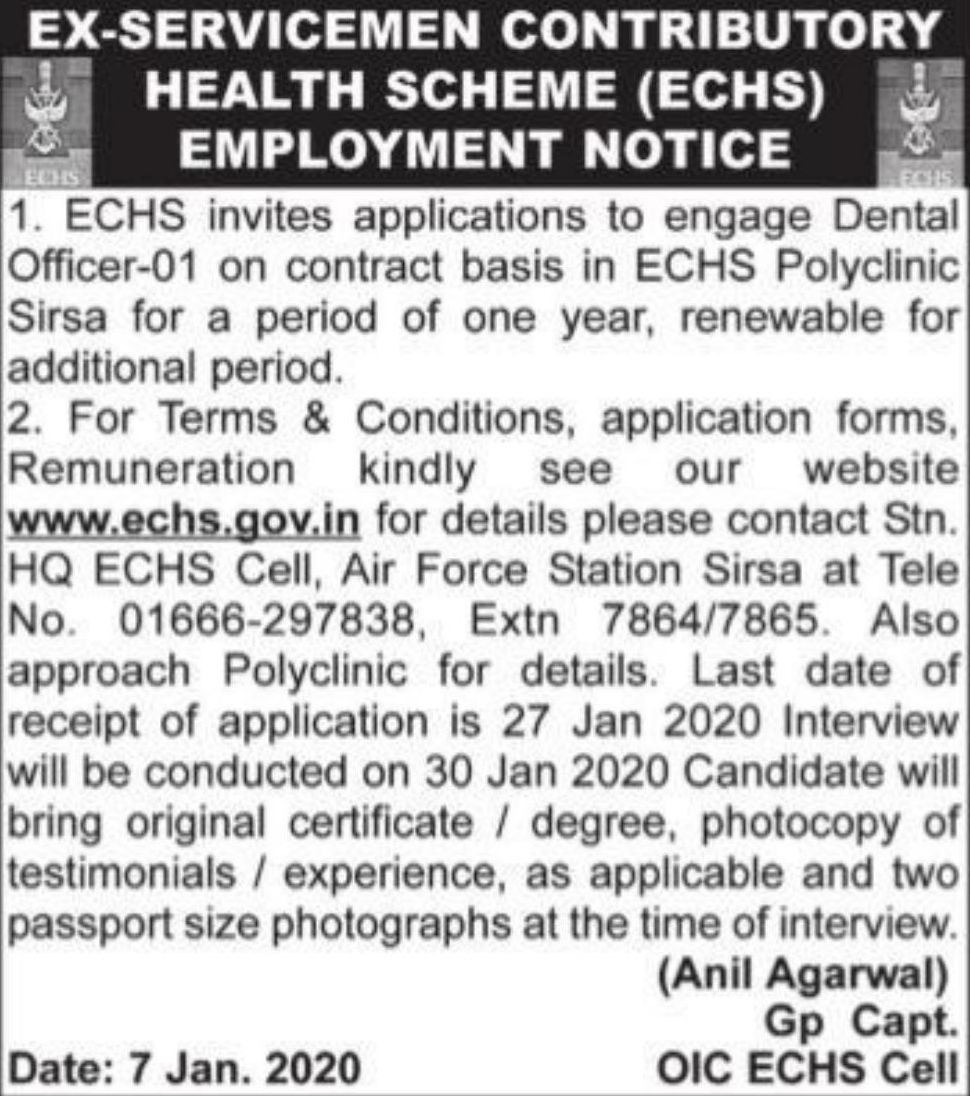 EX-SERVICEMEN CONTRIBUTORY
HEALTH SCHEME (ECHS)
EMPLOYMENT NOTICE
ECHS
ECHS
1. ECHS invites applications to engage Dental
Officer-01 on contract basis in ECHS Polyclinic
Sirsa for a period of one year, renewable for
additional period.
2. For Terms & Conditions, application forms,
Remuneration kindly see our website
www.echs.gov.in for details please contact Stn.
HQ ECHS Cell, Air Force Station Sirsa at Tele
No. 01666-297838, Extn 7864/7865. Also
approach Polyclinic for details. Last date of
receipt of application is 27 Jan 2020 Interview
will be conducted on 30 Jan 2020 Candidate will
bring original certificate / degree, photocopy of
testimonials / experience, as applicable and two
passport size photographs at the time of interview.
(Anil Agarwal)
Gp Capt.
Date: 7 Jan. 2020 OIC ECHS Cell